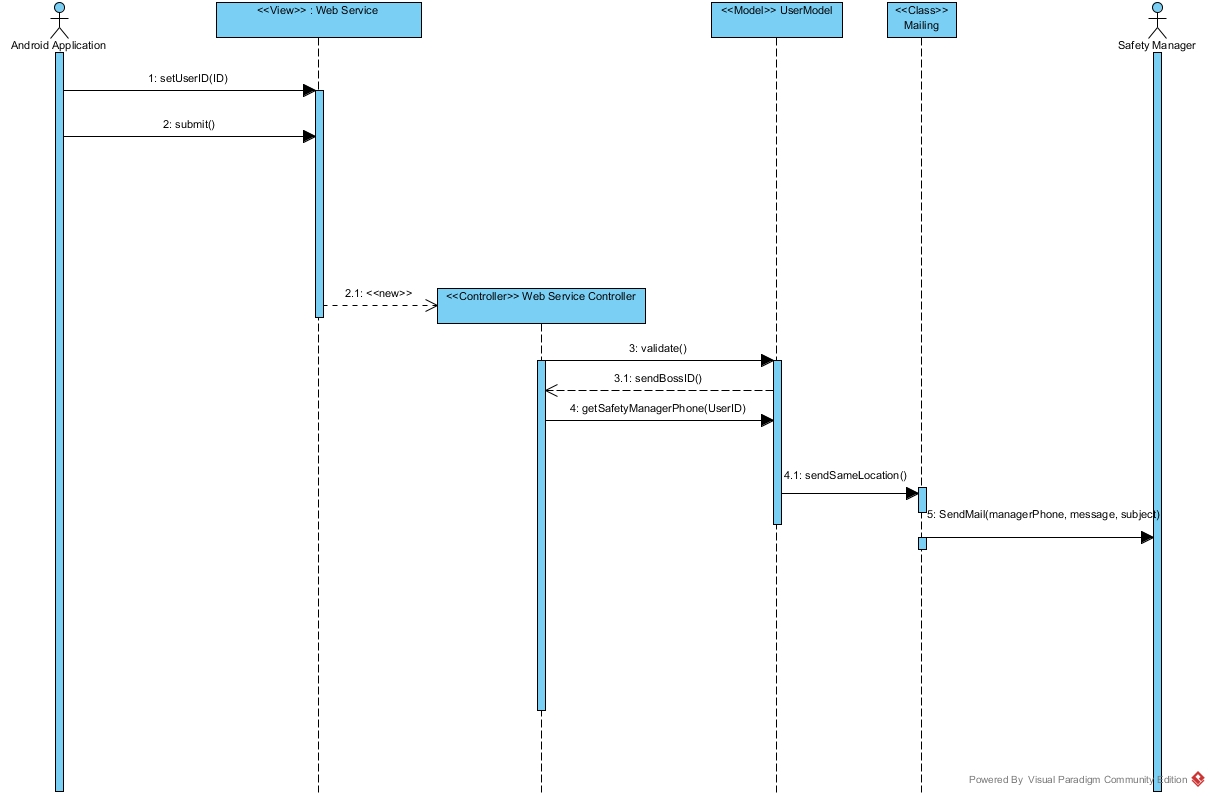 <<View>> : Web Service
<<Model>> UserModel
<<Class>>
Mailing
Android Application
Safety Manager
1: setUserID(ID)
2: submit()
2.1: <<new>>
<<Controller>> Web Service Controller
3: validate()
3.1: sendBossID()
4: getSafetyManagerPhone(UserID)
4.1: sendSameLocation()
5: SendMail(managerPhone, message, subject)
Powered By Visual Paradigm Community Edition